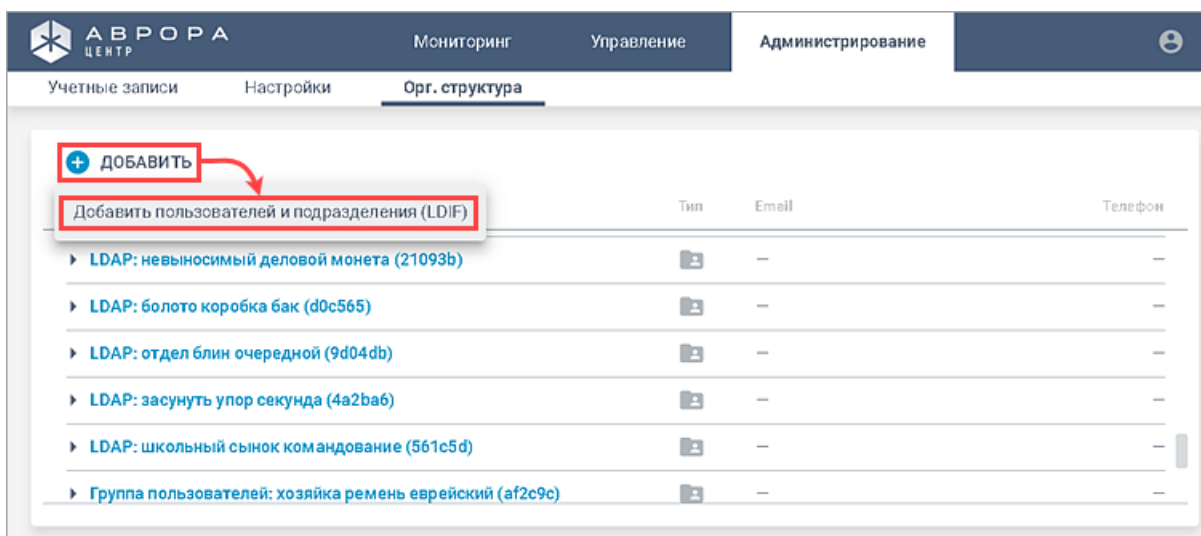 АВРОРА
ЦЕНТР
Мониторинг Управление Администрирование
Учетные записи Настройки Орг. структура
ДОБАВИТЬ
Добавить пользователей и подразделения (LDIF) Тип Email Телефон
LDAP: невыносимый деловой монета (21093b) — —
LDAP: болото коробка бак (d0c565) — —
LDAP: отдел блин очередной (9d04db) — —
LDAP: засунуть упор секунда (4a2ba6) — —
LDAP: школьный сынок командование (561c5d) — —
Группа пользователей: хозяйка ремень еврейский (af2c9c) — —